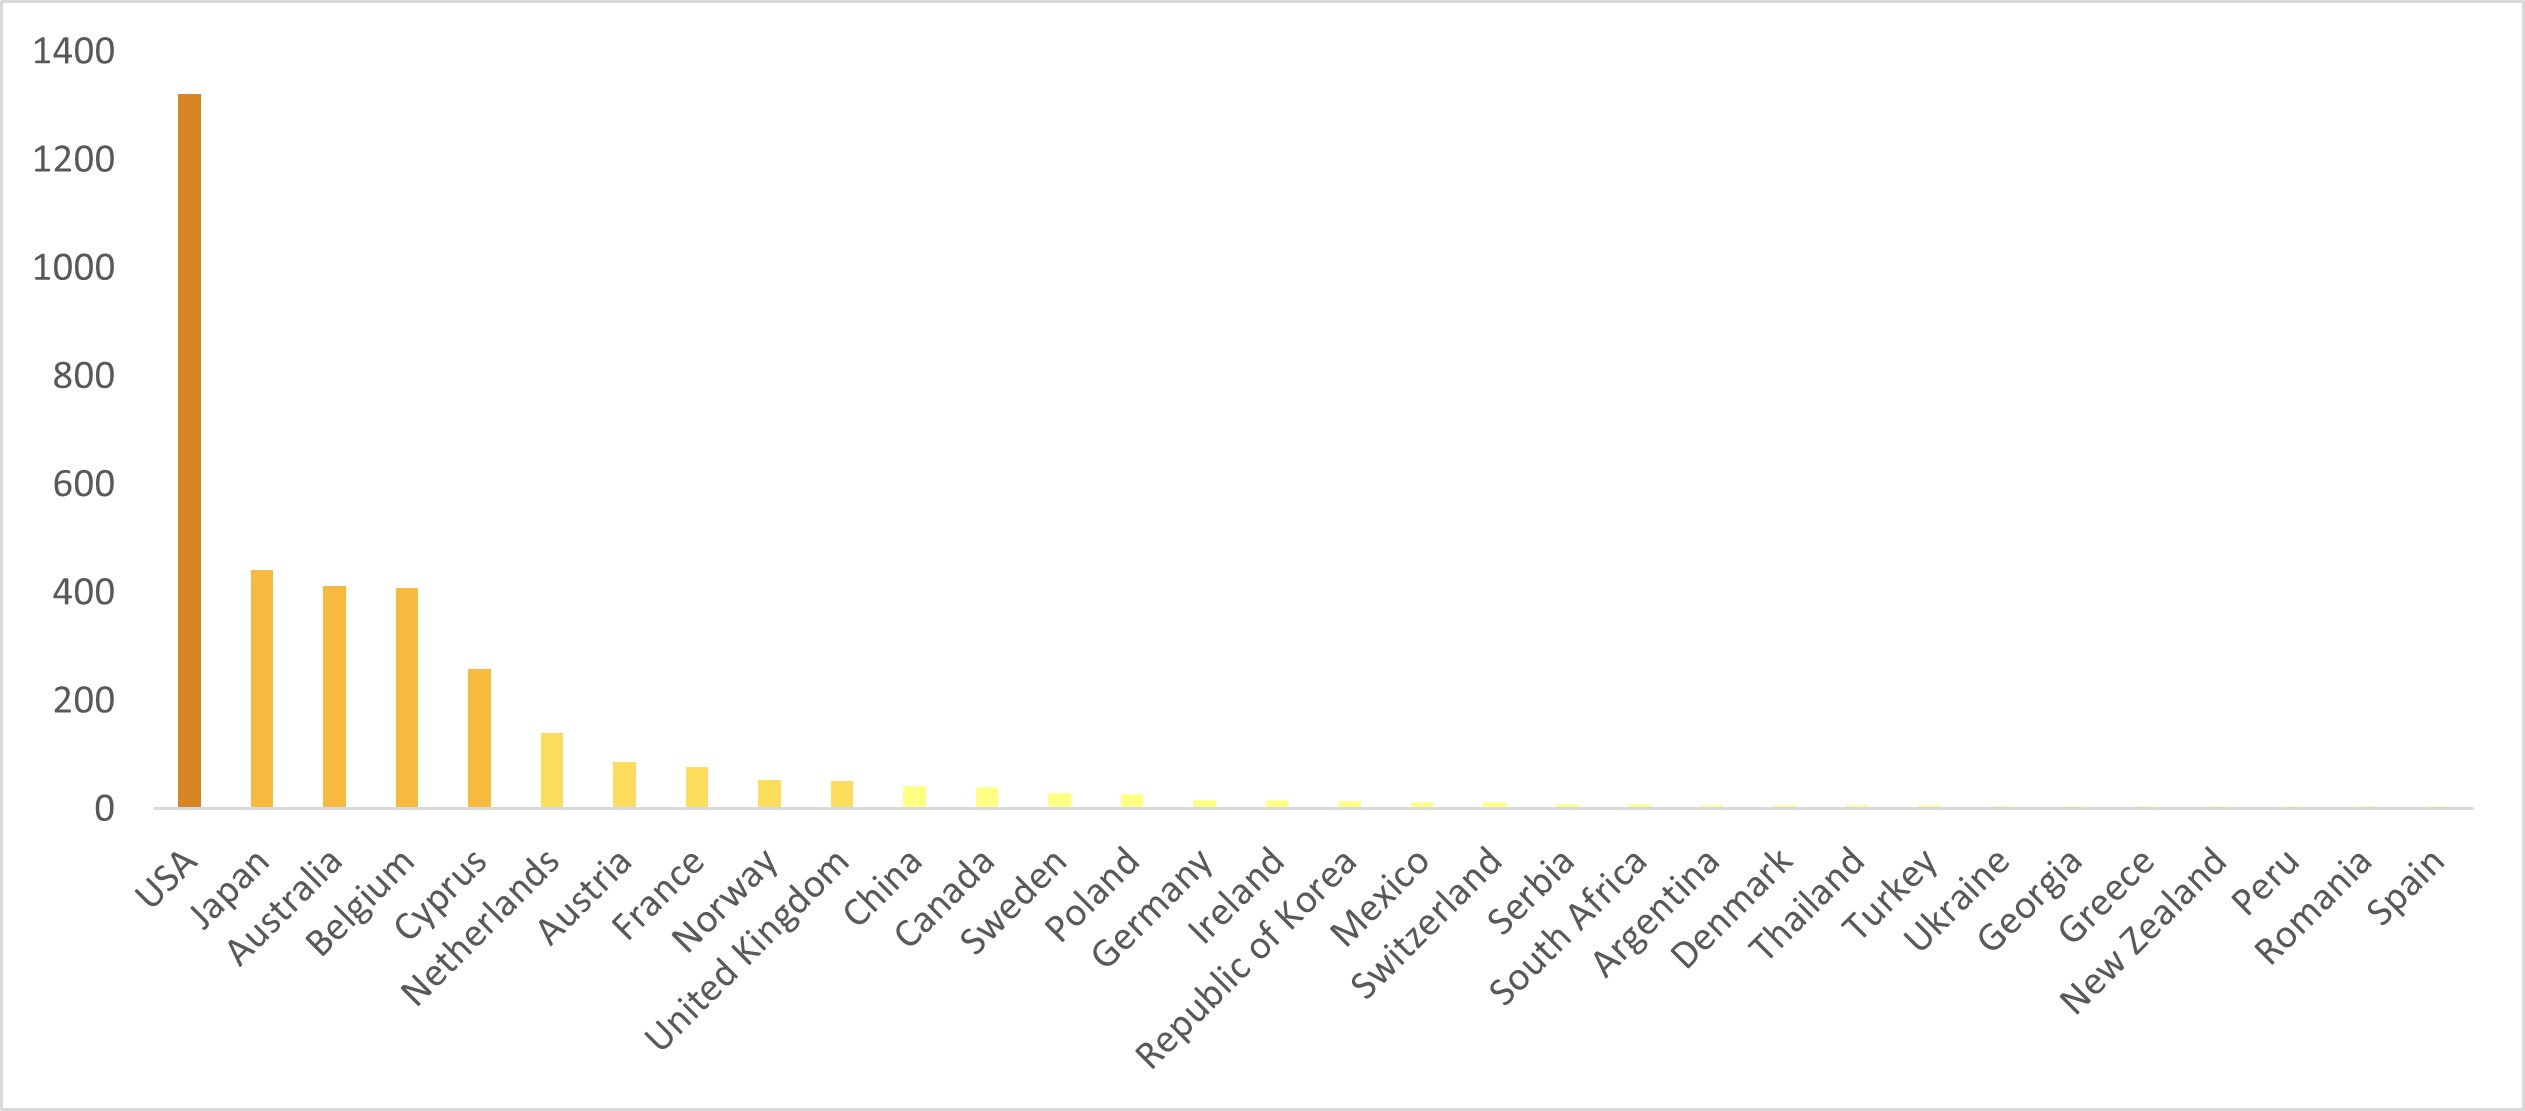 1400
1200
1000
800
600
400
200
0
USA
Japan
Australia
Belgium
Cyprus
Netherlands
Austria
France
Norway
United Kingdom
China
Canada
Sweden
Poland
Germany
Ireland
Republic of Korea
Mexico
Switzerland
Serbia
South Africa
Argentina
Denmark
Thailand
Turkey
Ukraine
Georgia
Greece
New Zealand
Peru
Romania
Spain